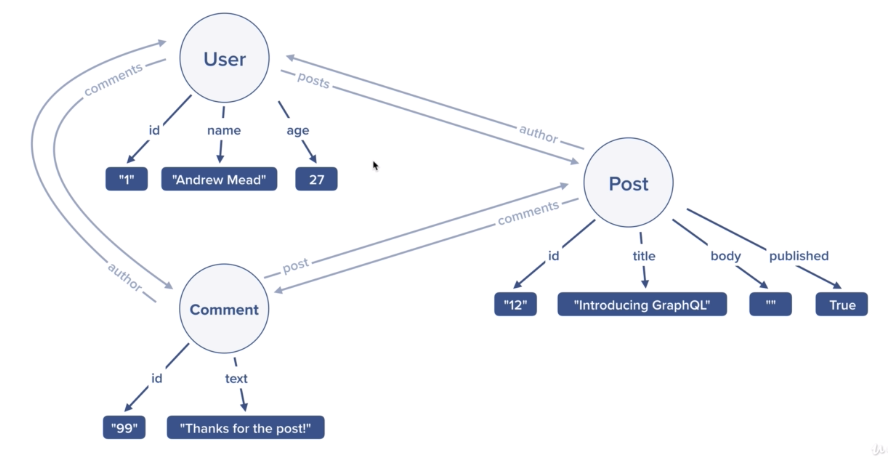 User
comments
posts
id
name
age
author
"1"
"Andrew Mead"
27
Post
comments
post
id
title
body
published
author
Comment
"12"
"Introducing GraphQL"
""
True
id
text
"99"
"Thanks for the post!"